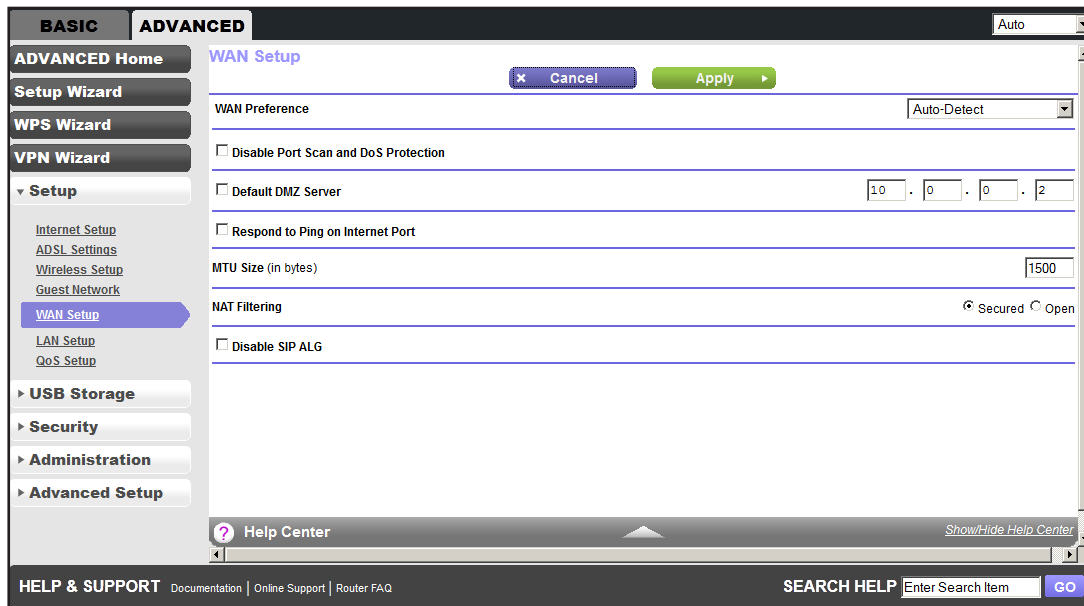 BASIC
ADVANCED
Auto
ADVANCED Home
Setup Wizard
WPS Wizard
VPN Wizard
Setup
Internet Setup
ADSL Settings
Wireless Setup
Guest Network
WAN Setup
LAN Setup
QoS Setup
USB Storage
Security
Administration
Advanced Setup
WAN Setup
Cancel
Apply
WAN Preference
Auto-Detect
Disable Port Scan and DoS Protection
Default DMZ Server
10 . 0 . 0 . 2
Respond to Ping on Internet Port
MTU Size (in bytes)
1500
NAT Filtering
Secured Open
Disable SIP ALG
? Help Center
Show/Hide Help Center
HELP & SUPPORT Documentation | Online Support | Router FAQ
SEARCH HELP Enter Search Item GO